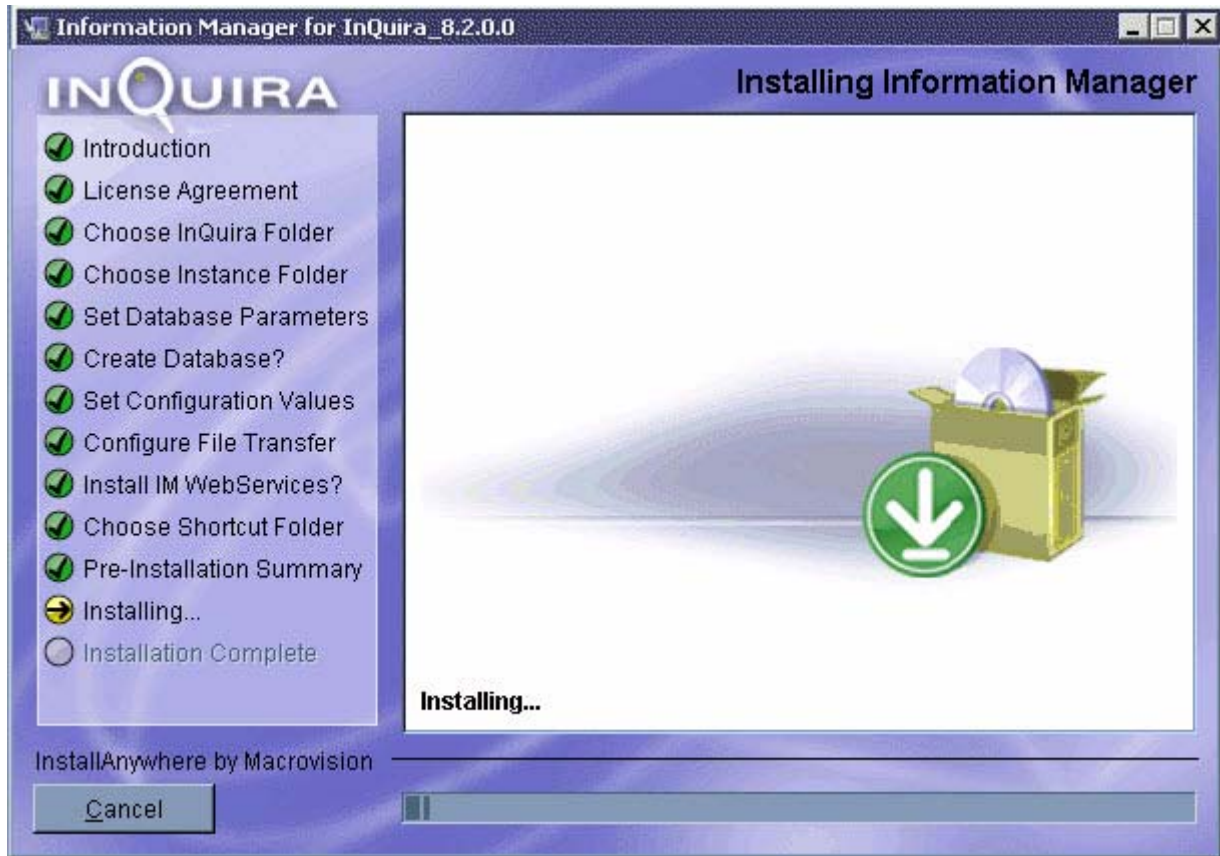 Information Manager for InQuira_8.2.0.0
INQUIRA
Installing Information Manager
Introduction
License Agreement
Choose InQuira Folder
Choose Instance Folder
Set Database Parameters
Create Database?
Set Configuration Values
Configure File Transfer
Install IM WebServices?
Choose Shortcut Folder
Pre-Installation Summary
Installing...
Installation Complete
Installing...
InstallAnywhere by Macrovision
Cancel